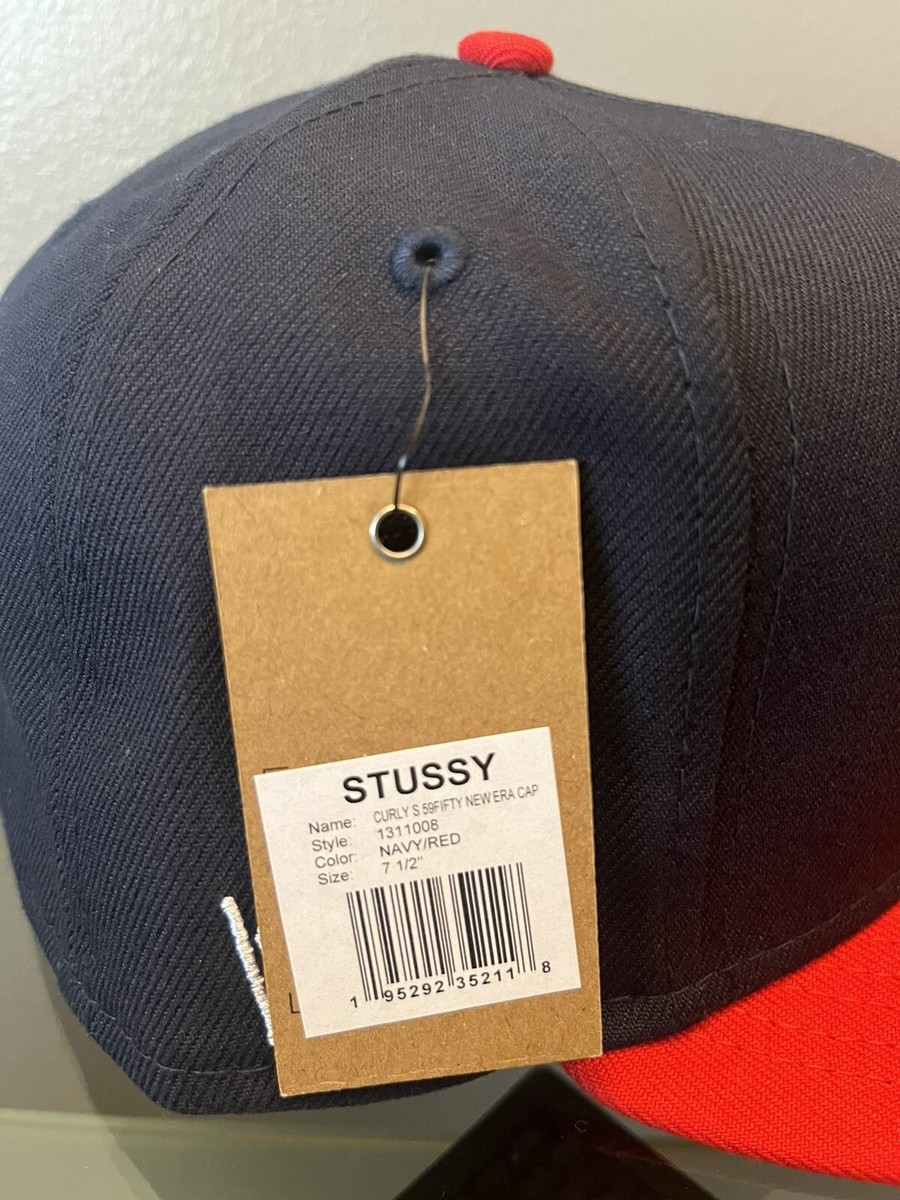 STUSSY
Name: CURLY S 59FIFTY NEW ERA CAP
Style: 1311008
Color: NAVY/RED
Size: 7 1/2"
1 95292 35211 8